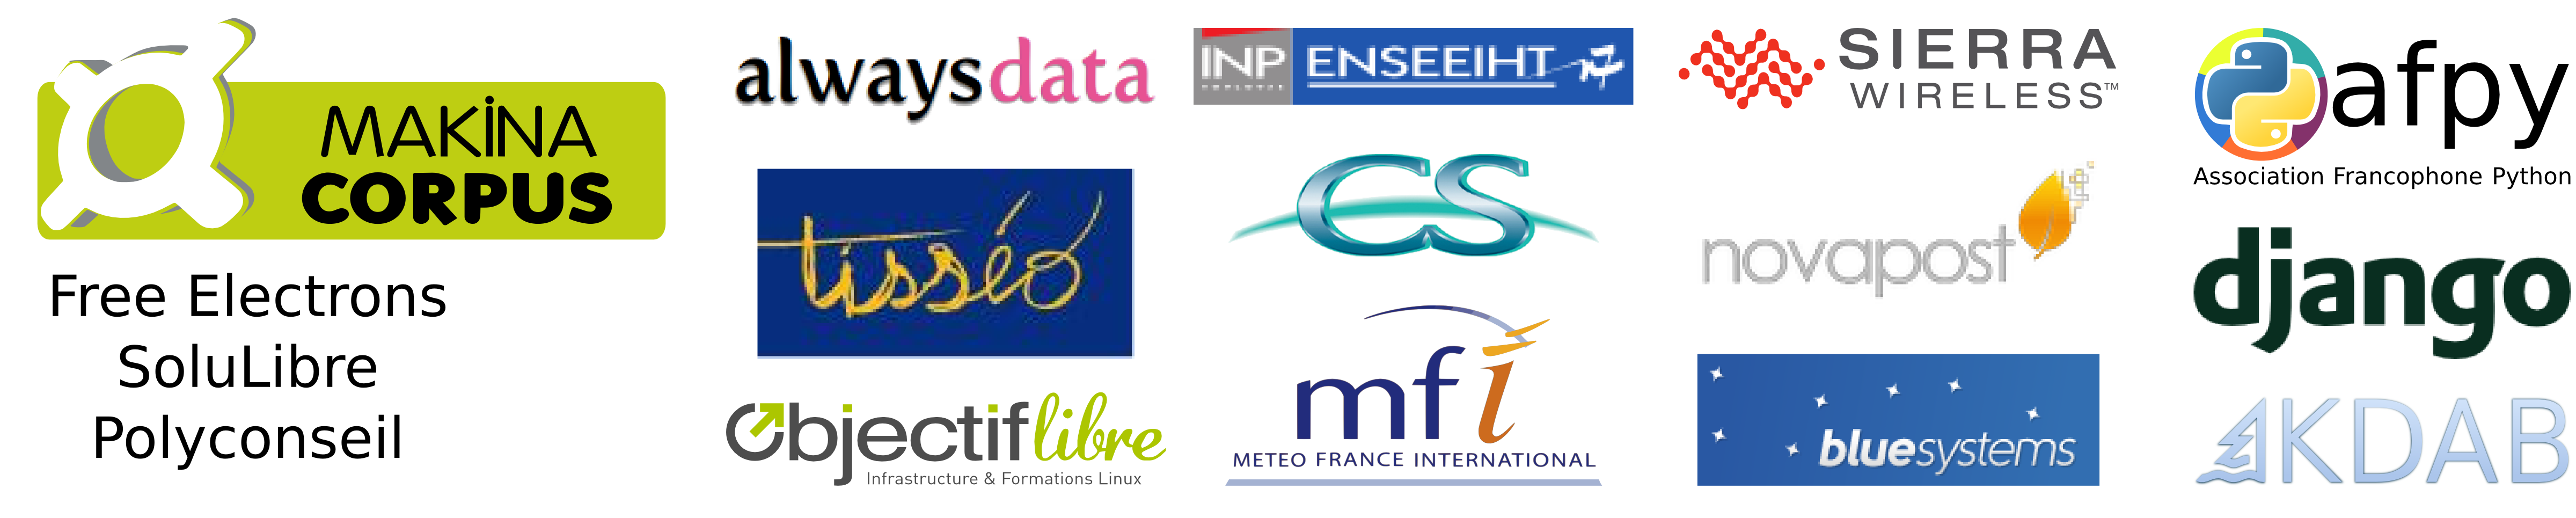 MAKINA
CORPUS
Free Electrons
SoluLibre
Polyconseil
alwaysdata
tisséo
Objectif libre
Infrastructure & Formations Linux
INP ENSEEIHT
CS
mfi
METEO FRANCE INTERNATIONAL
SIERRA
WIRELESS™
novapost
bluesystems
afpy
Association Francophone Python
django
KDAB